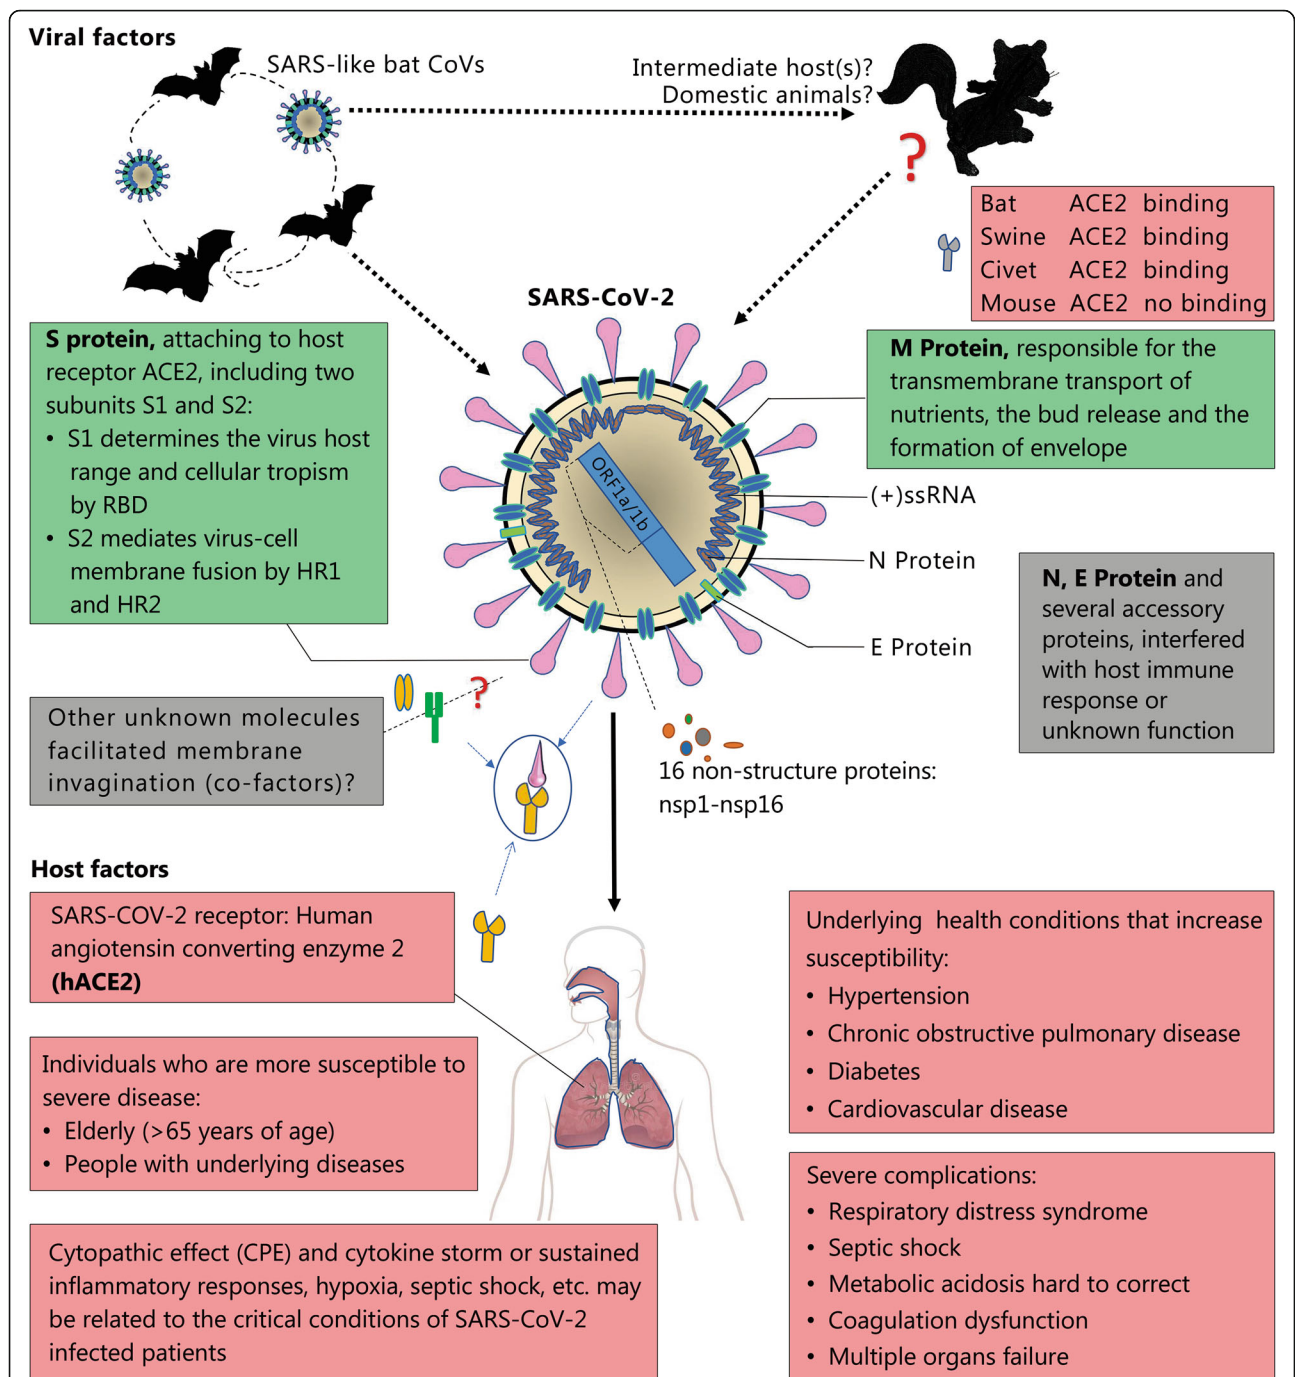 Viral factors
SARS-like bat CoVs
Intermediate host(s)?
Domestic animals?
?
Bat ACE2 binding
Swine ACE2 binding
Civet ACE2 binding
Mouse ACE2 no binding
SARS-CoV-2
S protein, attaching to host
receptor ACE2, including two
subunits S1 and S2:
• S1 determines the virus host
range and cellular tropism
by RBD
• S2 mediates virus-cell
membrane fusion by HR1
and HR2
M Protein, responsible for the
transmembrane transport of
nutrients, the bud release and the
formation of envelope
ORF1a/1b
(+)ssRNA
N Protein
E Protein
N, E Protein and
several accessory
proteins, interfered
with host immune
response or
unknown function
?
Other unknown molecules
facilitated membrane
invagination (co-factors)?
16 non-structure proteins:
nsp1-nsp16
Host factors
SARS-COV-2 receptor: Human
angiotensin converting enzyme 2
(hACE2)
Individuals who are more susceptible to
severe disease:
• Elderly (>65 years of age)
• People with underlying diseases
Cytopathic effect (CPE) and cytokine storm or sustained
inflammatory responses, hypoxia, septic shock, etc. may
be related to the critical conditions of SARS-CoV-2
infected patients
Underlying health conditions that increase
susceptibility:
• Hypertension
• Chronic obstructive pulmonary disease
• Diabetes
• Cardiovascular disease
Severe complications:
• Respiratory distress syndrome
• Septic shock
• Metabolic acidosis hard to correct
• Coagulation dysfunction
• Multiple organs failure